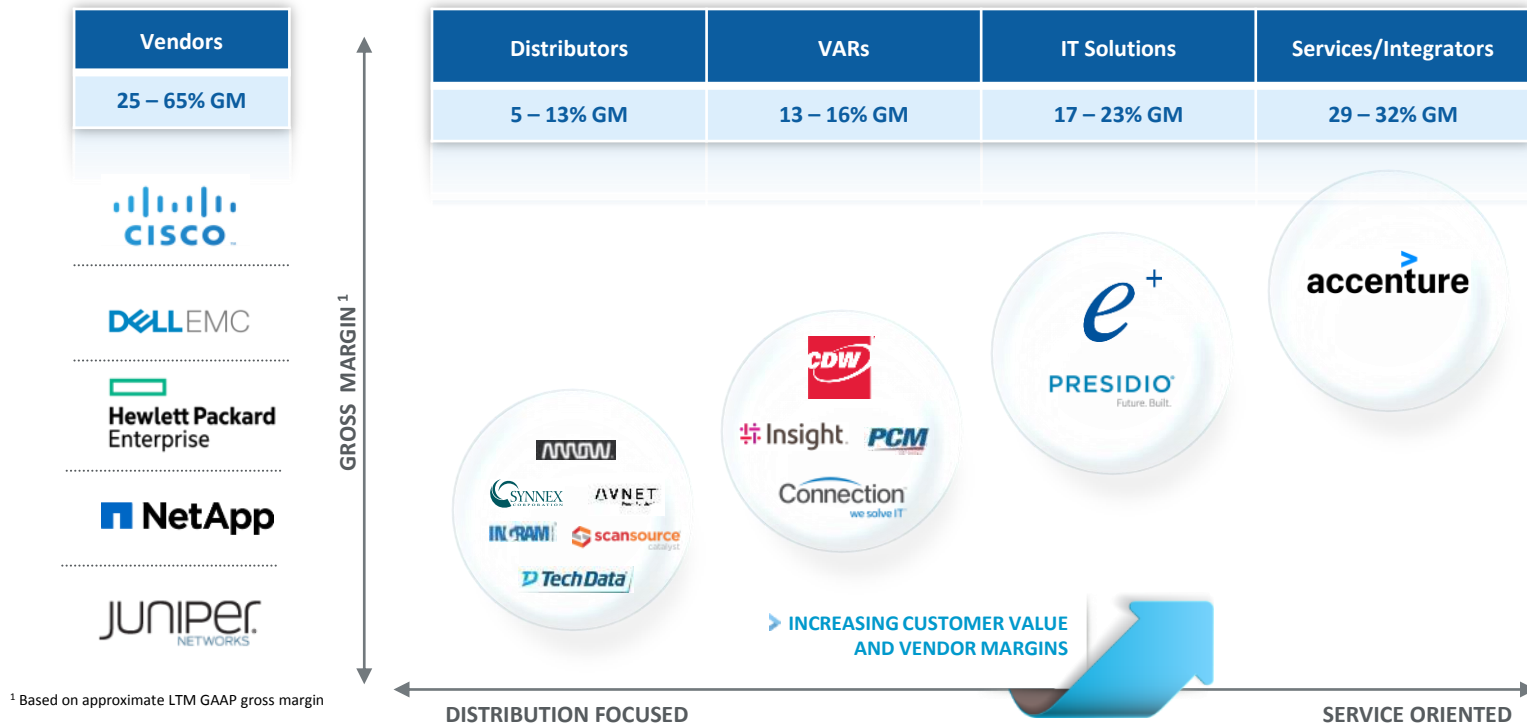 Vendors
25 – 65% GM
CISCO
DELLEMC
Hewlett Packard
Enterprise
NetApp
JUNIPER
NETWORKS
¹ Based on approximate LTM GAAP gross margin
GROSS MARGIN ¹
Distributors VARs IT Solutions Services/Integrators
5 – 13% GM 13 – 16% GM 17 – 23% GM 29 – 32% GM
ARROW
SYNNEX
CORPORATION
AVNET
INGRAM
scansource
catalyst
Tech Data
CDW
Insight.
PCM
Connection
we solve IT
e+
PRESIDIO
Future. Built.
accenture
> INCREASING CUSTOMER VALUE
AND VENDOR MARGINS
DISTRIBUTION FOCUSED SERVICE ORIENTED